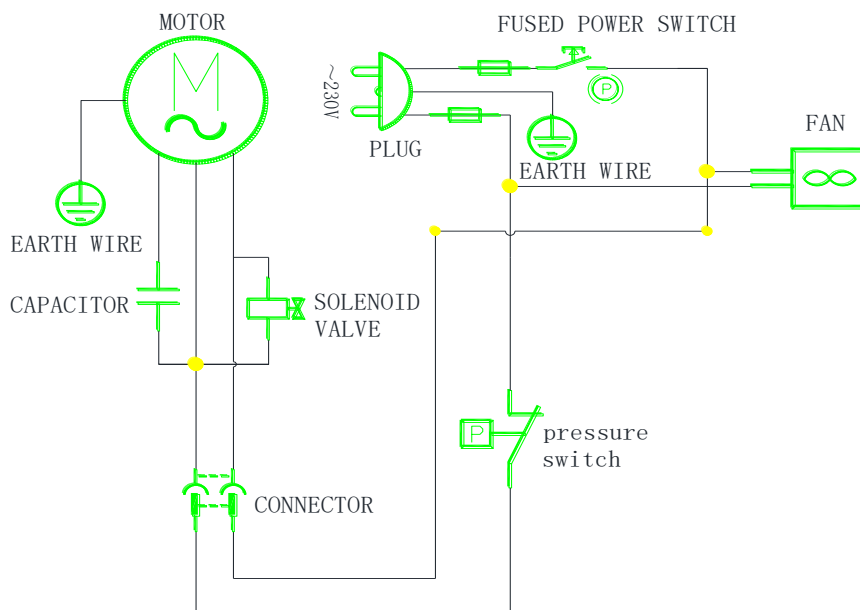 MOTOR
FUSED POWER SWITCH
M
~230V
P
FAN
PLUG
EARTH WIRE
EARTH WIRE
CAPACITOR
SOLENOID
VALVE
P
pressure
switch
CONNECTOR